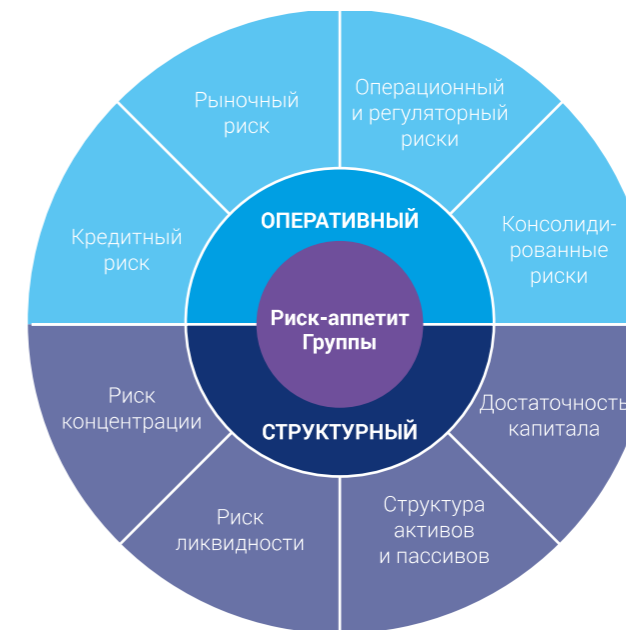 Рыночный
риск
Операционный
и регуляторный
риски
Кредитный
риск
ОПЕРАТИВНЫЙ
Консолиди-
рованные
риски
Риск-аппетит
Группы
Риск
концентрации
СТРУКТУРНЫЙ
Достаточность
капитала
Риск
ликвидности
Структура
активов
и пассивов